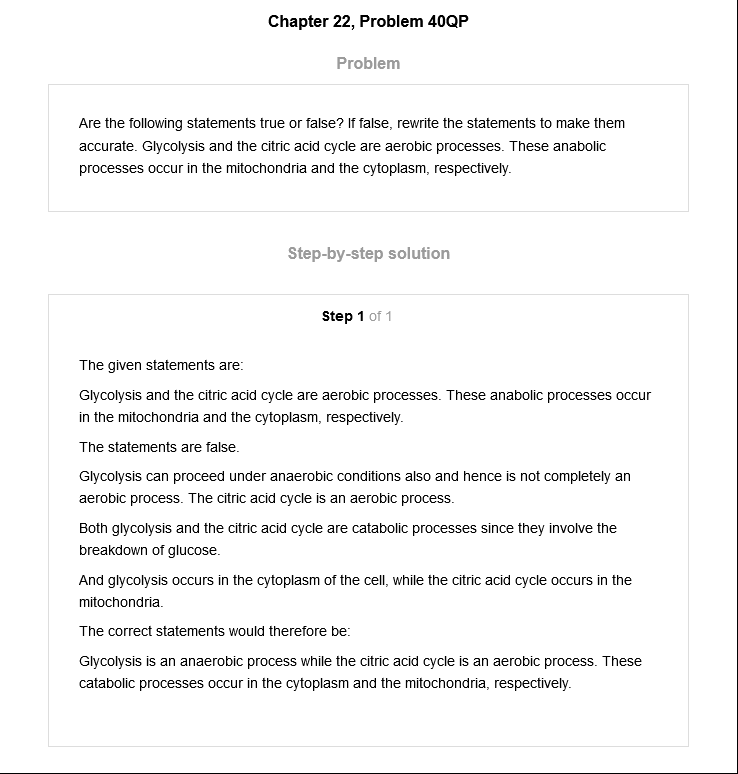 Chapter 22, Problem 40QP
Problem
Are the following statements true or false? If false, rewrite the statements to make them
accurate. Glycolysis and the citric acid cycle are aerobic processes. These anabolic
processes occur in the mitochondria and the cytoplasm, respectively.
Step-by-step solution
Step 1 of 1
The given statements are:
Glycolysis and the citric acid cycle are aerobic processes. These anabolic processes occur
in the mitochondria and the cytoplasm, respectively.
The statements are false.
Glycolysis can proceed under anaerobic conditions also and hence is not completely an
aerobic process. The citric acid cycle is an aerobic process.
Both glycolysis and the citric acid cycle are catabolic processes since they involve the
breakdown of glucose.
And glycolysis occurs in the cytoplasm of the cell, while the citric acid cycle occurs in the
mitochondria.
The correct statements would therefore be:
Glycolysis is an anaerobic process while the citric acid cycle is an aerobic process. These
catabolic processes occur in the cytoplasm and the mitochondria, respectively.